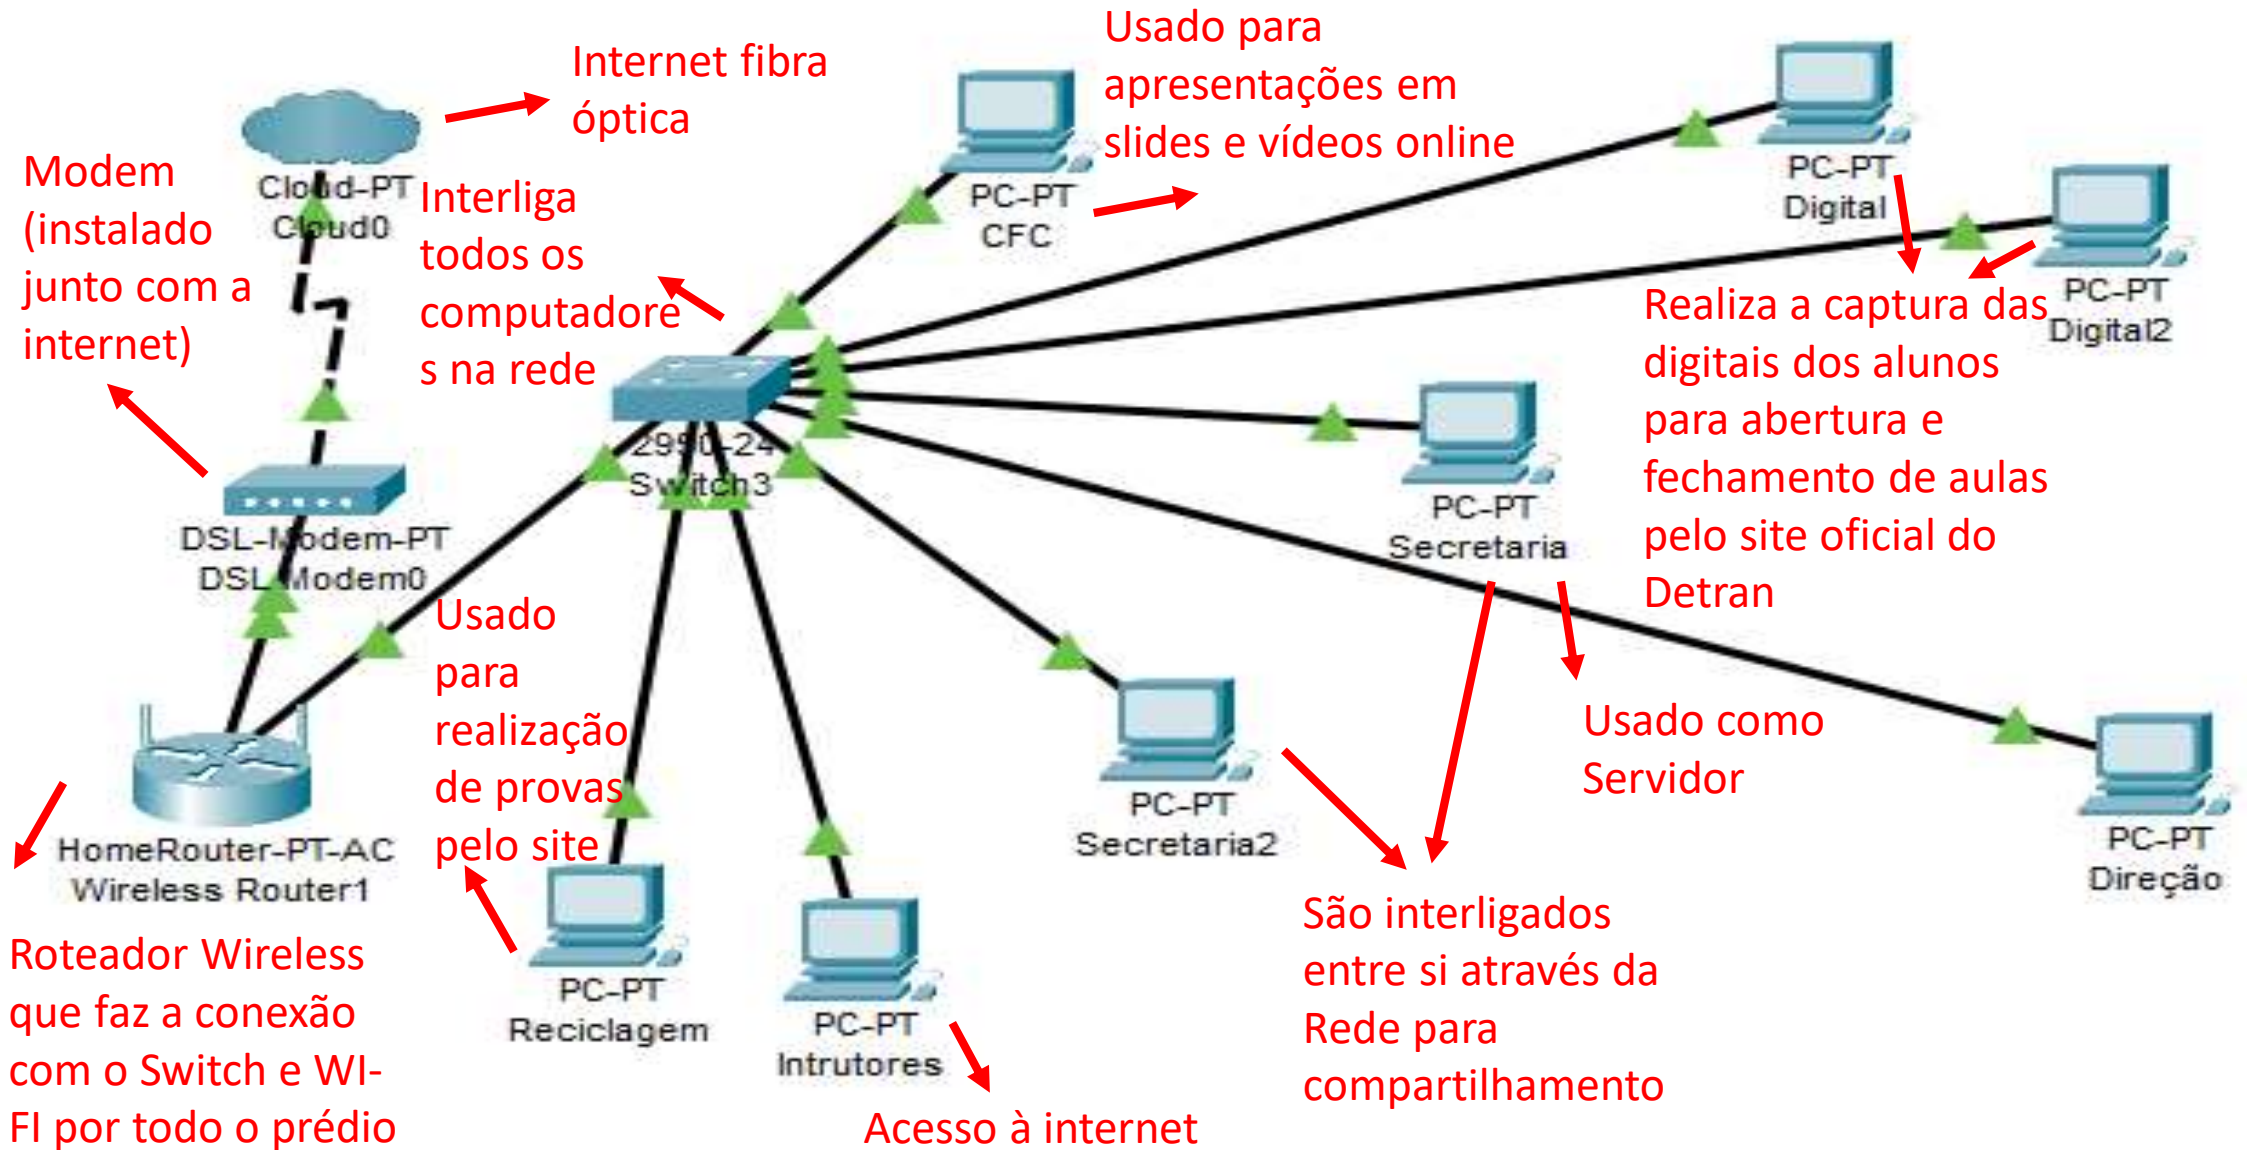 Internet fibra
óptica
Usado para
apresentações em
slides e vídeos online
Modem
(instalado
junto com a
internet)
Cloud-PT
Cloud0
Interliga
todos os
computadore
s na rede
PC-PT
CFC
PC-PT
Digital
PC-PT
Digital2
Realiza a captura das
digitais dos alunos
para abertura e
fechamento de aulas
pelo site oficial do
Detran
2950-24
Switch3
DSL-Modem-PT
DSL Modem0
PC-PT
Secretaria
Usado
para
realização
de provas
pelo site
Usado como
Servidor
HomeRouter-PT-AC
Wireless Router1
PC-PT
Secretaria2
PC-PT
Direção
Roteador Wireless
que faz a conexão
com o Switch e WI-
FI por todo o prédio
PC-PT
Reciclagem
PC-PT
Intrutores
São interligados
entre si através da
Rede para
compartilhamento
Acesso à internet